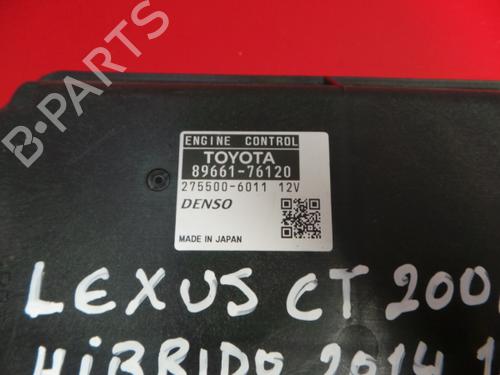 B-PARTS
ENGINE CONTROL
TOYOTA
89661-76120
275500-6011 12V
DENSO
MADE IN JAPAN
LEXUS CT 200
HIBRIDO 2014